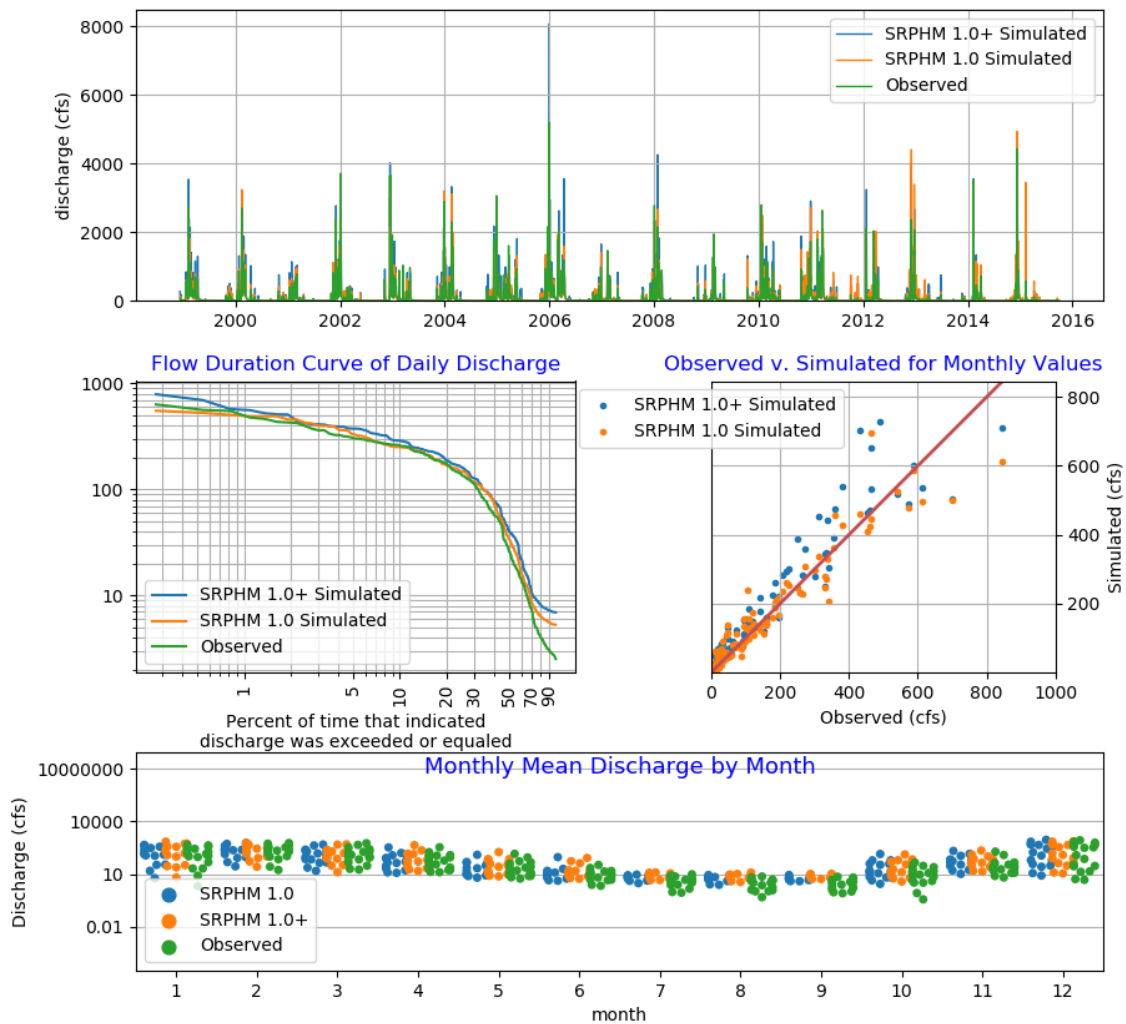 8000
6000
4000
2000
0
discharge (cfs)
SRPHM 1.0+ Simulated
SRPHM 1.0 Simulated
Observed
2000 2002 2004 2006 2008 2010 2012 2014 2016
Flow Duration Curve of Daily Discharge
1000
100
10
SRPHM 1.0+ Simulated
SRPHM 1.0 Simulated
Observed
1 5 10 20 30 50 70 90
Percent of time that indicated
discharge was exceeded or equaled
Observed v. Simulated for Monthly Values
SRPHM 1.0+ Simulated
SRPHM 1.0 Simulated
800
600
400
200
Simulated (cfs)
0 200 400 600 800 1000
Observed (cfs)
Monthly Mean Discharge by Month
10000000
10000
10
0.01
Discharge (cfs)
SRPHM 1.0
SRPHM 1.0+
Observed
1 2 3 4 5 6 7 8 9 10 11 12
month